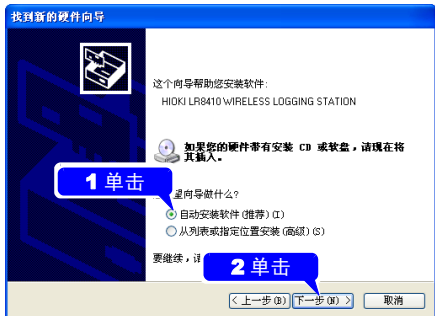 找到新的硬件向导
这个向导帮助您安装软件:
HIOKI LR8410 WIRELESS LOGGING STATION
如果您的硬件带有安装 CD 或软盘，请现在将
其插入。
1 单击
望向导做什么?
自动安装软件(推荐)(I)
从列表或指定位置安装(高级)(S)
要继续，请
2 单击
< 上一步(B)
下一步(N) >
取消